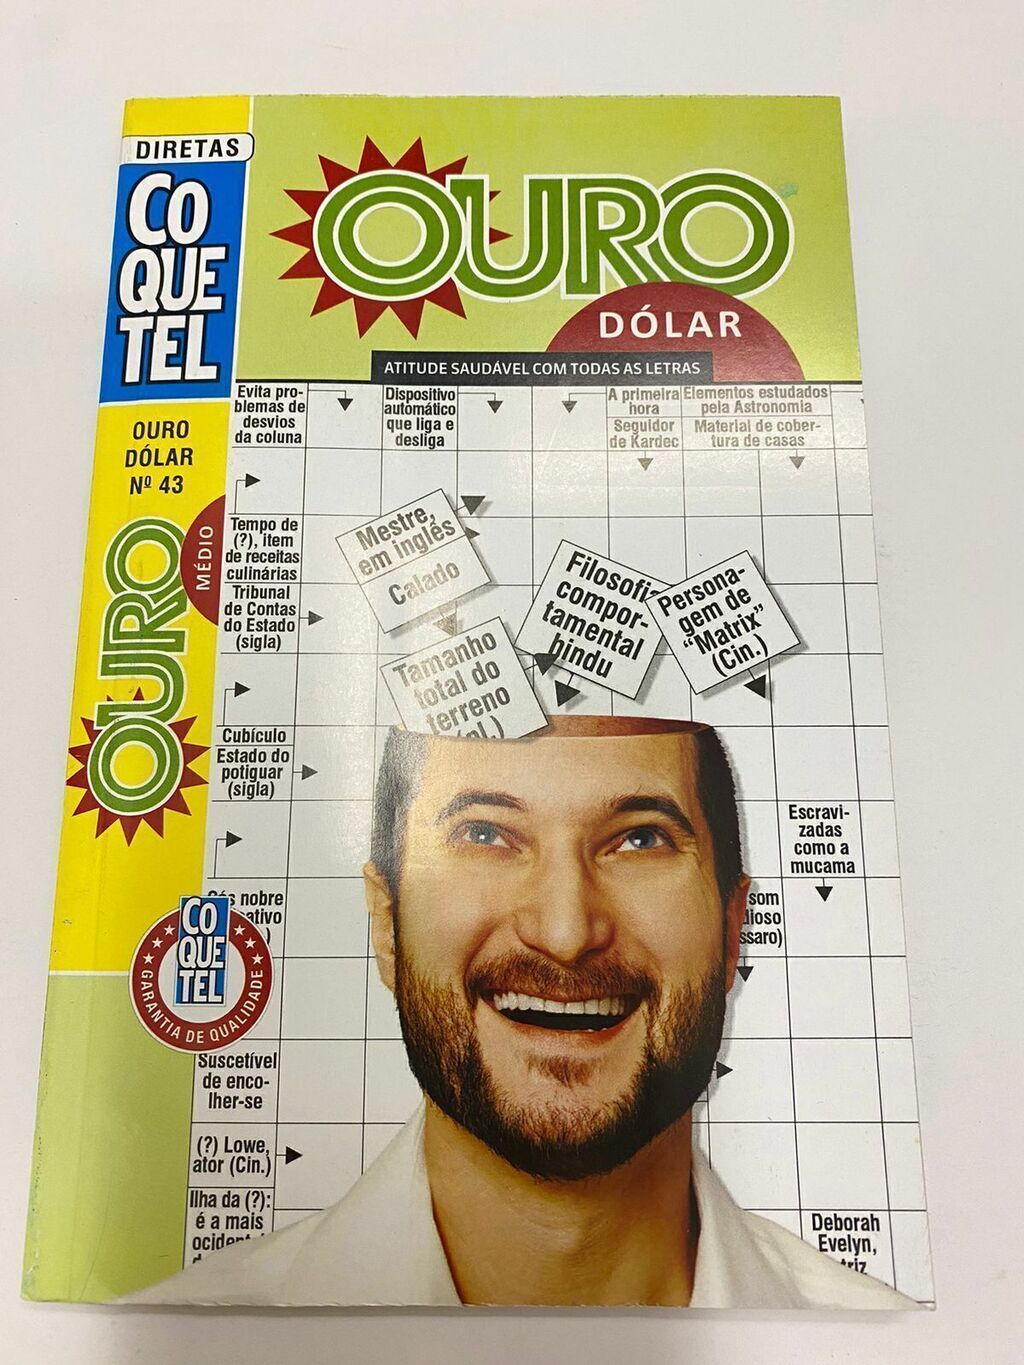 DIRETAS
CO
QUE
TEL
OURO
DÓLAR
Nº 43
OURO
MÉDIO
OURO
DÓLAR
ATITUDE SAUDÁVEL COM TODAS AS LETRAS
Evita pro-
blemas de
desvios
da coluna
Dispositivo
automático
que liga e
desliga
A primeira
hora
Seguidor
de Kardec
Elementos estudados
pela Astronomia
Material de cober-
tura de casas
Tempo de
(?), item
de receitas
culinárias
Tribunal
de Contas
do Estado
(sigla)
Mestre,
em inglês
Calado
Filosofia
compor-
tamental
hindu
Persona-
gem de
"Matrix"
(Cin.)
Tamanho
total do
terreno
(pl.)
Cubículo
Estado do
potiguar
(sigla)
Escravi-
zadas
como a
mucama
nobre
som
CO
QUE
TEL
GARANTIA DE QUALIDADE
Suscetível
de enco-
lher-se
(?) Lowe,
ator (Cin.)
Ilha da (?):
é a mais
Deborah
Evelyn,